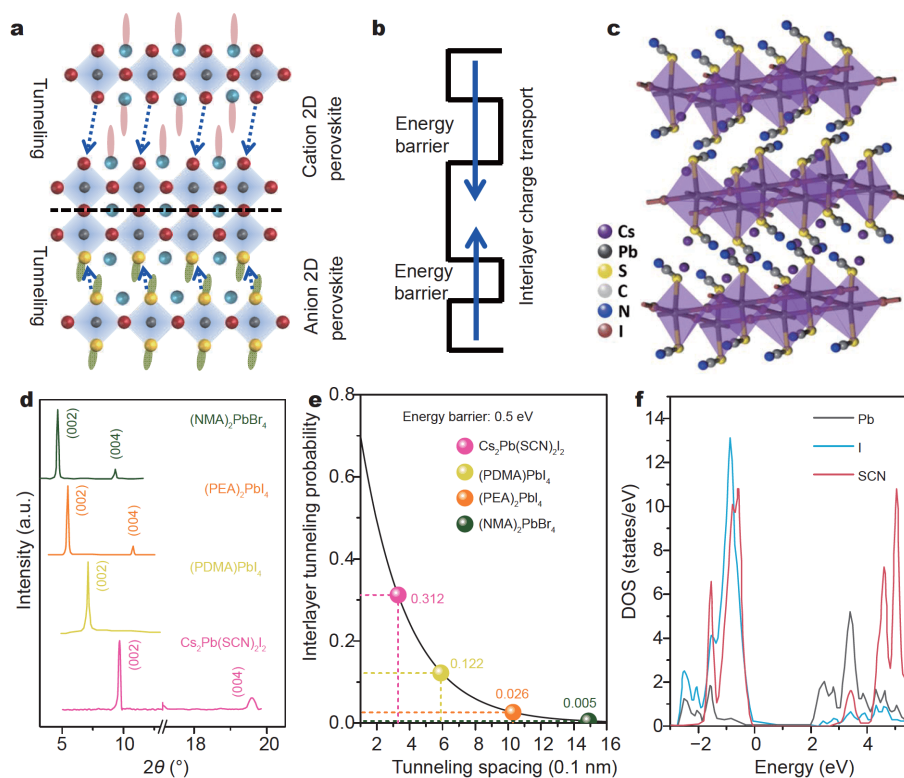 a
Tunneling
Cation 2D
perovskite
Tunneling
Anion 2D
perovskite
b
Energy
barrier
Energy
barrier
Interlayer charge transport
c
Cs
Pb
S
C
N
I
d
(002)
(004)
(NMA)₂PbBr₄
(002)
(004)
(PEA)₂PbI₄
(002)
(PDMA)PbI₄
Cs₂Pb(SCN)₂I₂
(002)
(004)
Intensity (a.u.)
5
10
18
20
2θ (°)
e
0.8
0.6
0.4
0.2
0.0
Interlayer tunneling probability
Energy barrier: 0.5 eV
Cs₂Pb(SCN)₂I₂
(PDMA)PbI₄
(PEA)₂PbI₄
(NMA)₂PbBr₄
0.312
0.122
0.026
0.005
2
4
6
8
10
12
14
16
Tunneling spacing (0.1 nm)
f
14
12
10
8
6
4
2
0
DOS (states/eV)
Pb
I
SCN
−2
0
2
4
Energy (eV)